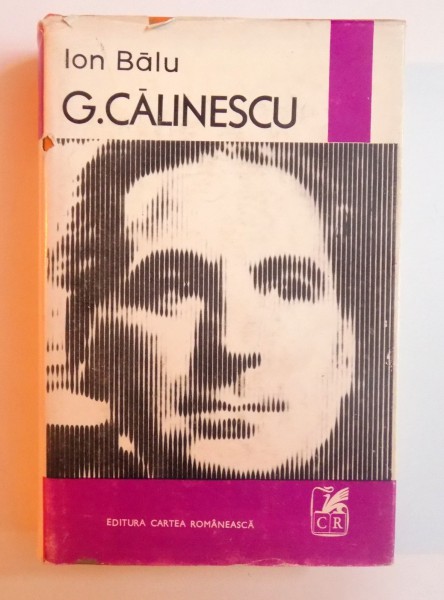 Ion Bălu
G.CĂLINESCU
EDITURA CARTEA ROMÂNEASCĂ
CR